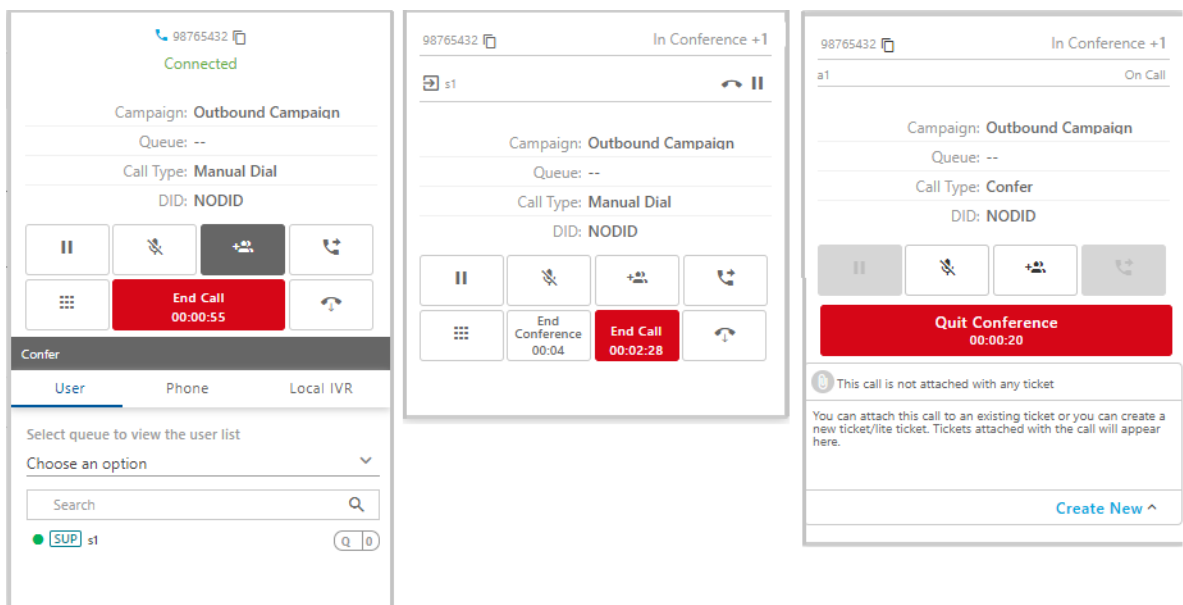 98765432
Connected
Campaign: Outbound Campaign
Queue: --
Call Type: Manual Dial
DID: NODID
End Call
00:00:55
Confer
User Phone Local IVR
Select queue to view the user list
Choose an option
Search
SUP s1 Q 0
98765432 In Conference +1
s1
Campaign: Outbound Campaign
Queue: --
Call Type: Manual Dial
DID: NODID
End
Conference
00:04
End Call
00:02:28
98765432 In Conference +1
a1 On Call
Campaign: Outbound Campaign
Queue: --
Call Type: Confer
DID: NODID
Quit Conference
00:00:20
This call is not attached with any ticket
You can attach this call to an existing ticket or you can create a
new ticket/lite ticket. Tickets attached with the call will appear
here.
Create New